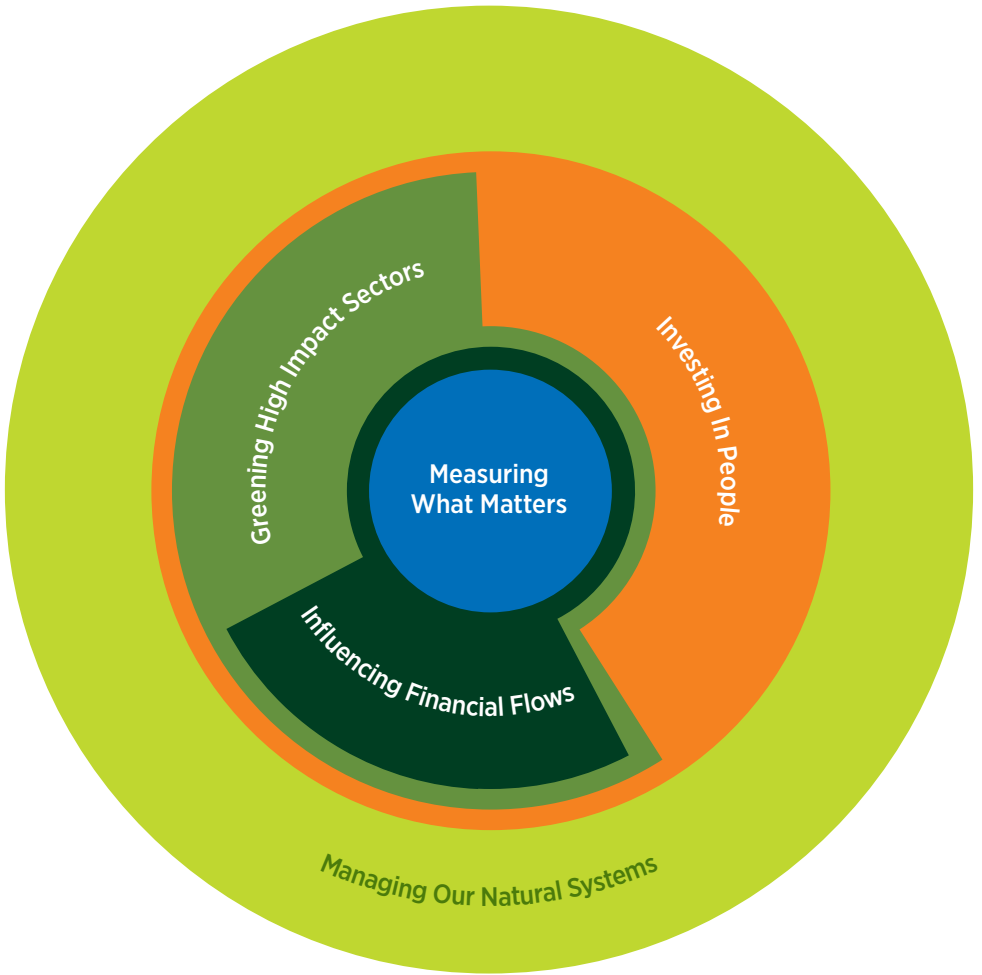 Greening High Impact Sectors
Investing In People
Measuring
What Matters
Influencing Financial Flows
Managing Our Natural Systems